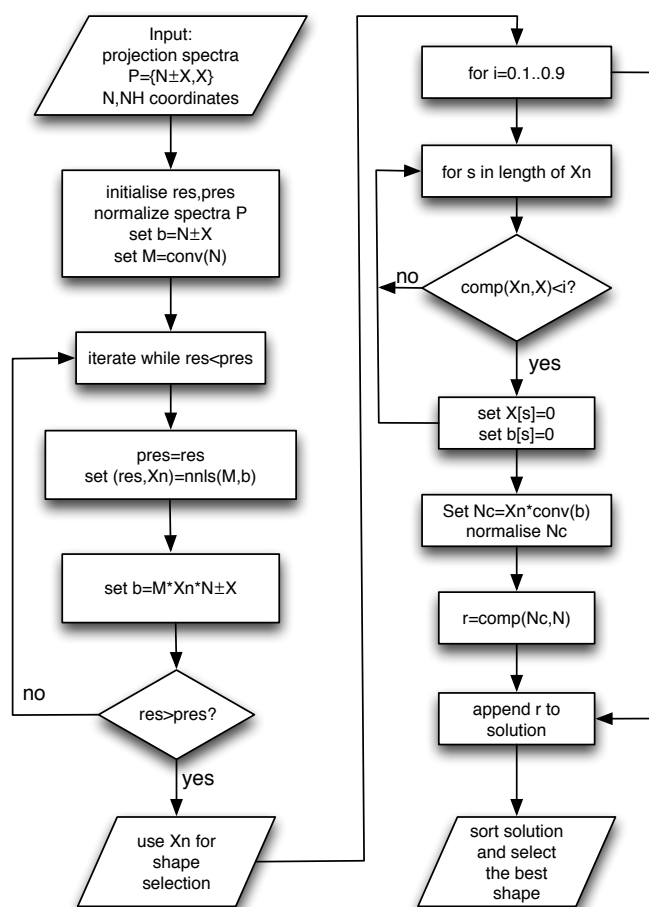 Input:
projection spectra
P={N±X,X}
N,NH coordinates
initialise res,pres
normalize spectra P
set b=N±X
set M=conv(N)
iterate while res<pres
pres=res
set (res,Xn)=nnls(M,b)
set b=M*Xn*N±X
no
res>pres?
yes
use Xn for
shape
selection
for i=0.1..0.9
for s in length of Xn
no
comp(Xn,X)<i?
yes
set X[s]=0
set b[s]=0
Set Nc=Xn*conv(b)
normalise Nc
r=comp(Nc,N)
append r to
solution
sort solution
and select
the best
shape